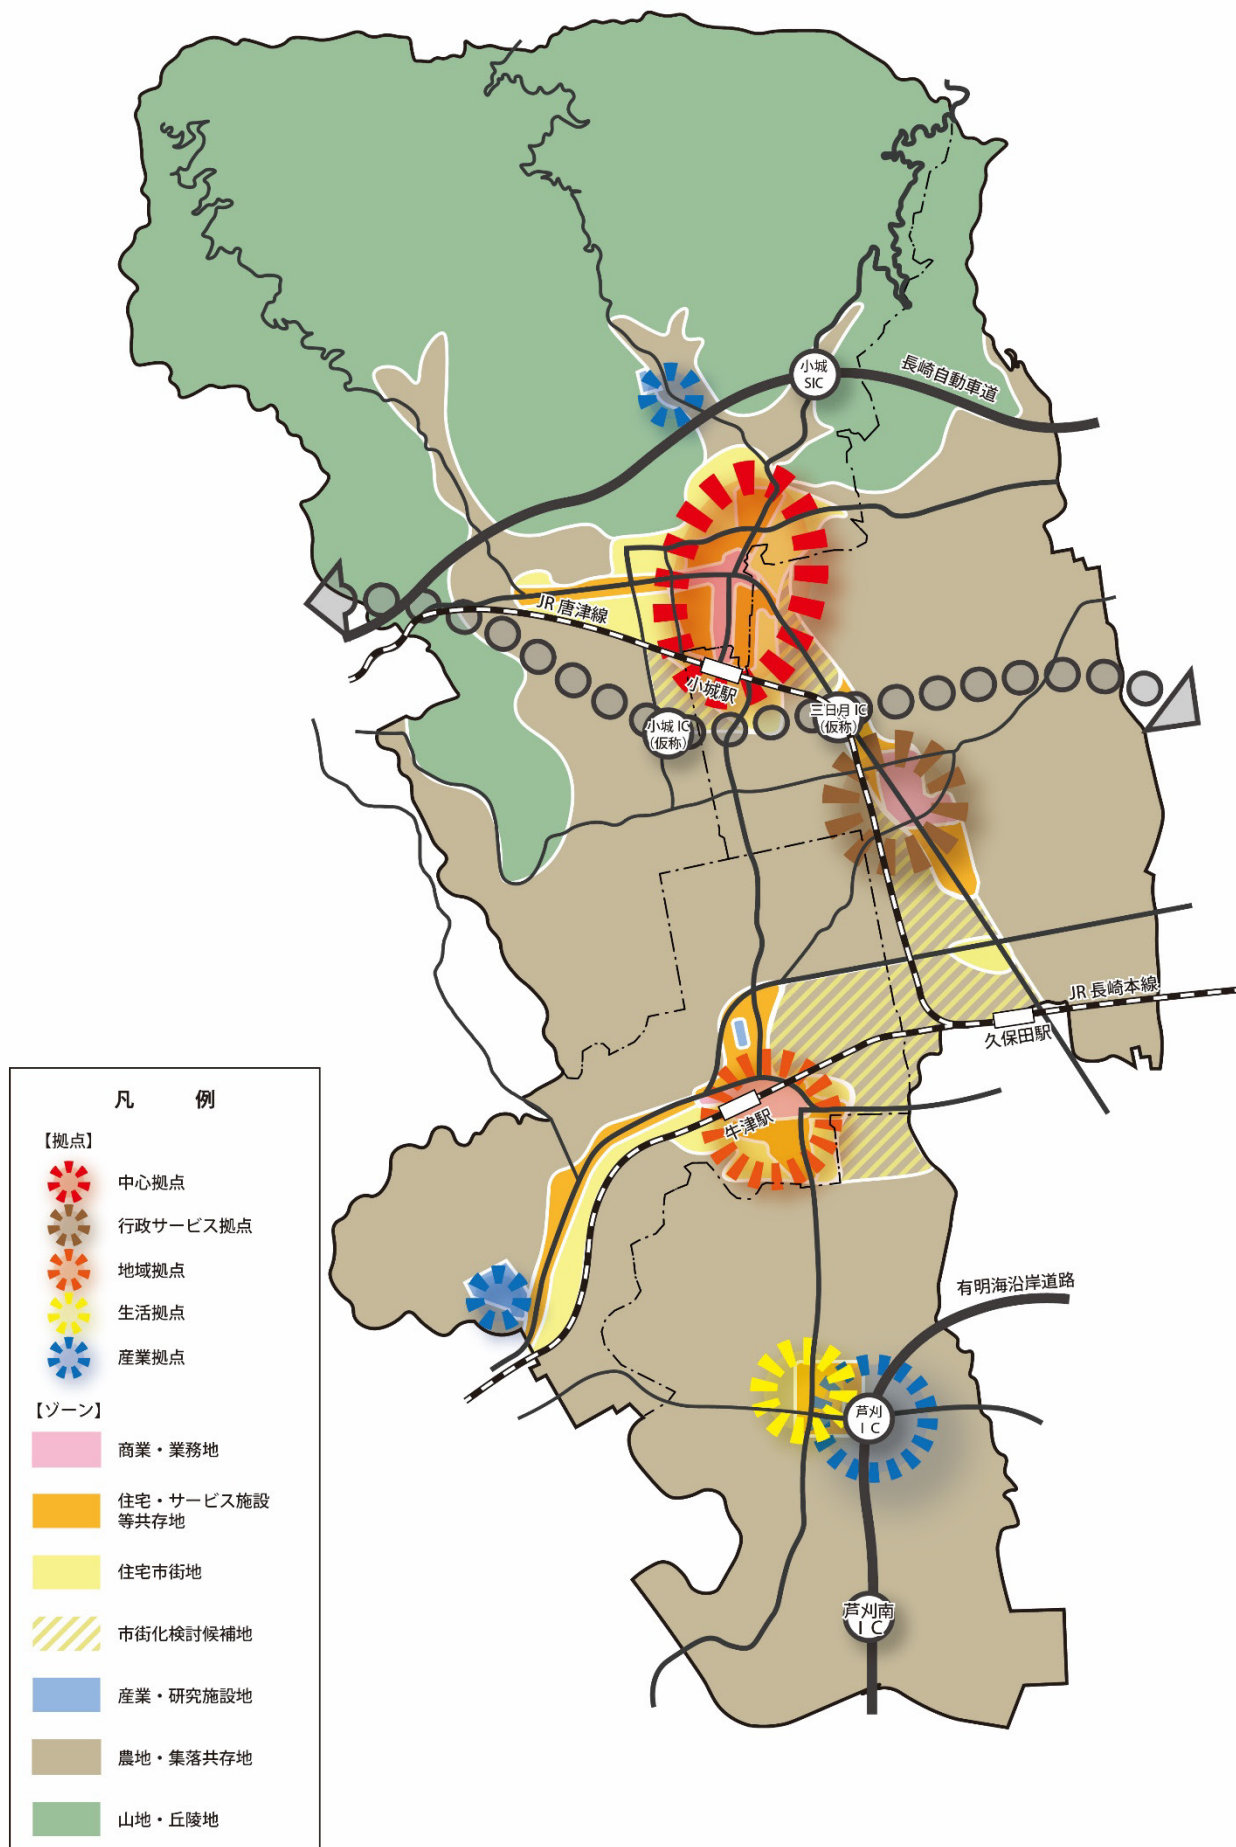 小城
SIC
長崎自動車道
JR 唐津線
小城駅
小城 IC
(仮称)
三日月 IC
(仮称)
JR 長崎本線
久保田駅
牛津駅
有明海沿岸道路
芦刈
IC
芦刈南
IC
凡 例
【拠点】
中心拠点
行政サービス拠点
地域拠点
生活拠点
産業拠点
【ゾーン】
商業・業務地
住宅・サービス施設
等共存地
住宅市街地
市街化検討候補地
産業・研究施設地
農地・集落共存地
山地・丘陵地